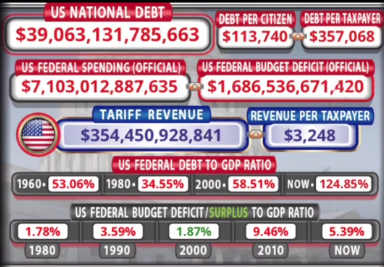 US NATIONAL DEBT
$39,063,131,785,663
DEBT PER CITIZEN
$113,740
DEBT PER TAXPAYER
$357,068
US FEDERAL SPENDING (OFFICIAL)
$7,103,012,887,635
US FEDERAL BUDGET DEFICIT (OFFICIAL)
$1,686,536,671,420
TARIFF REVENUE
$354,450,928,841
REVENUE PER TAXPAYER
$3,248
US FEDERAL DEBT TO GDP RATIO
1960• 53.06% 1980• 34.55% 2000• 58.51% NOW• 124.85%
US FEDERAL BUDGET DEFICIT/SURPLUS TO GDP RATIO
1.78% 3.59% 1.87% 9.46% 5.39%
1980 1990 2000 2010 NOW